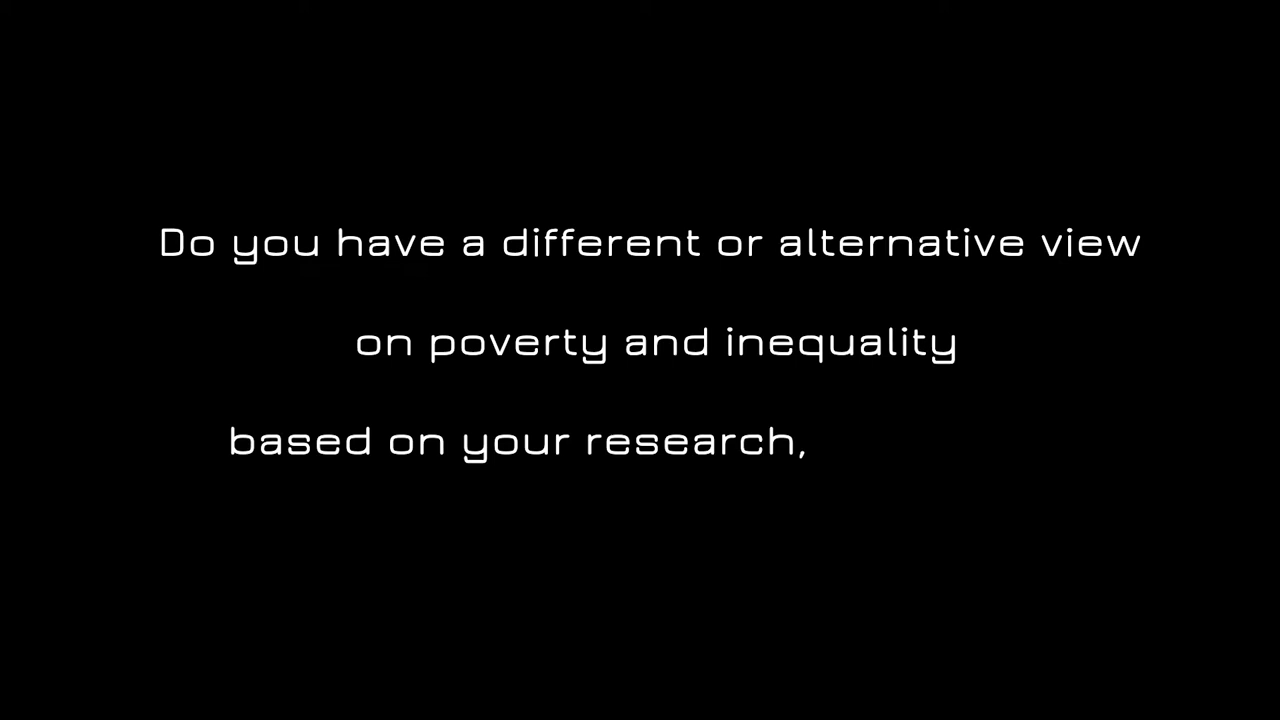 Do you have a different or alternative view
on poverty and inequality
based on your research,